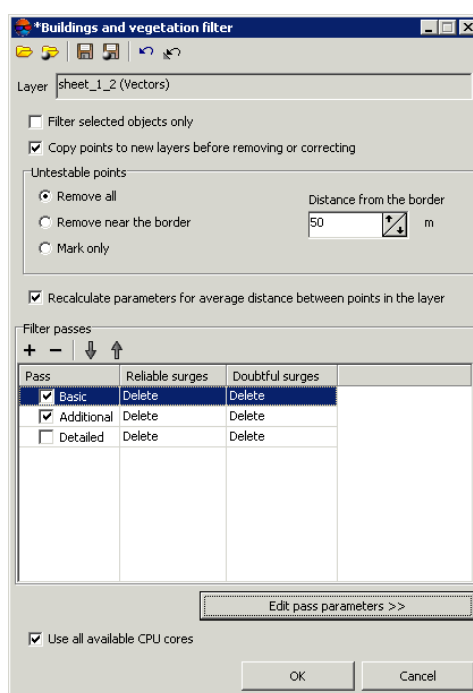 *Buildings and vegetation filter
Layer sheet_1_2 (Vectors)
Filter selected objects only
Copy points to new layers before removing or correcting
Untestable points
Remove all
Distance from the border
Remove near the border
50 m
Mark only
Recalculate parameters for average distance between points in the layer
Filter passes
Pass Reliable surges Doubtful surges
Basic Delete Delete
Additional Delete Delete
Detailed Delete Delete
Edit pass parameters >>
Use all available CPU cores
OK Cancel